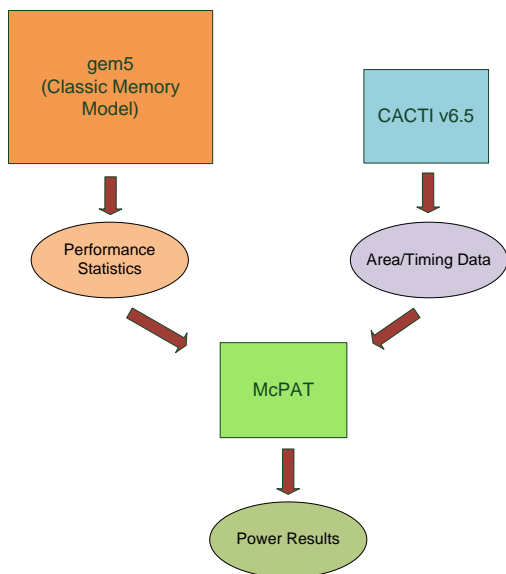 gem5
(Classic Memory
Model)
CACTI v6.5
Performance
Statistics
Area/Timing Data
McPAT
Power Results